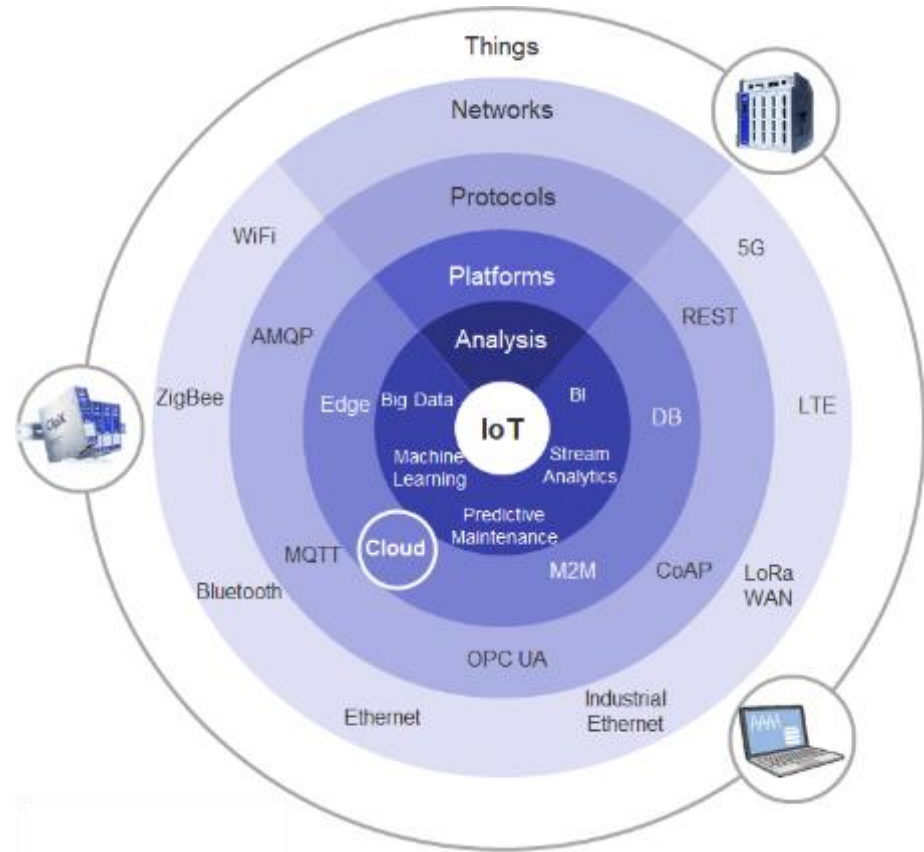 Things
Networks
Protocols
Platforms
Analysis
IoT
WiFi
5G
AMQP
REST
ZigBee
Edge
Big Data
BI
DB
LTE
Machine
Learning
Stream
Analytics
Predictive
Maintenance
Cloud
MQTT
M2M
CoAP
LoRa
WAN
Bluetooth
OPC UA
Ethernet
Industrial
Ethernet